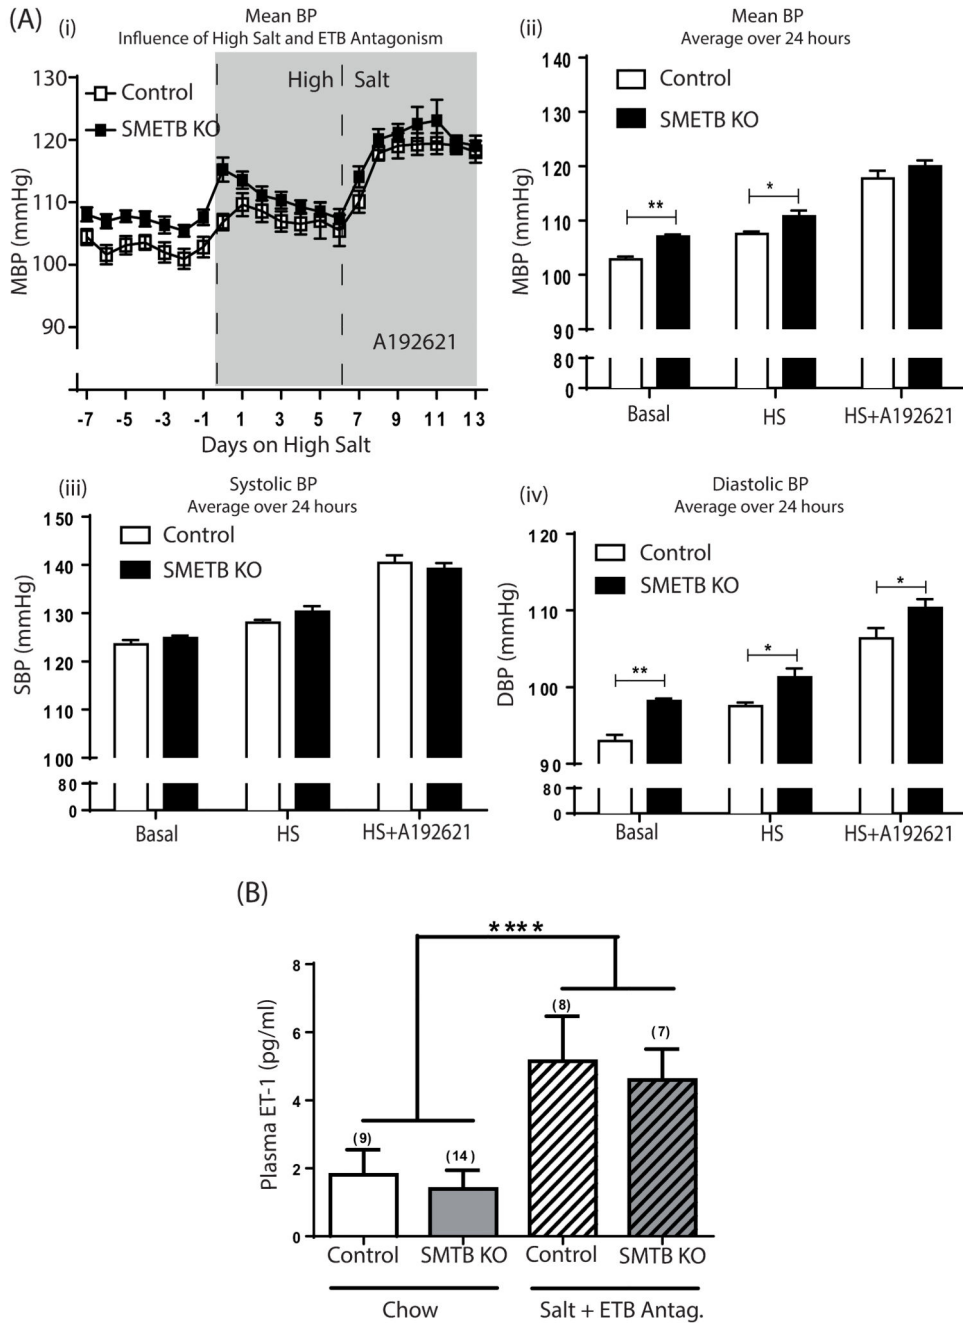 (A)
(i)
Mean BP
Influence of High Salt and ETB Antagonism
130
120
110
100
90
MBP (mmHg)
Control
SMETB KO
High Salt
A192621
-7 -5 -3 -1 1 3 5 7 9 11 13
Days on High Salt
(ii)
Mean BP
Average over 24 hours
140
130
120
110
100
90
80
0
MBP (mmHg)
Control
SMETB KO
**
*
Basal HS HS+A192621
(iii)
Systolic BP
Average over 24 hours
150
140
130
120
110
100
80
0
SBP (mmHg)
Control
SMETB KO
Basal HS HS+A192621
(iv)
Diastolic BP
Average over 24 hours
120
110
100
90
80
0
DBP (mmHg)
Control
SMETB KO
**
*
*
Basal HS HS+A192621
(B)
****
8
6
4
2
0
Plasma ET-1 (pg/ml)
(9)
(14)
(8)
(7)
Control SMTB KO Control SMTB KO
Chow Salt + ETB Antag.